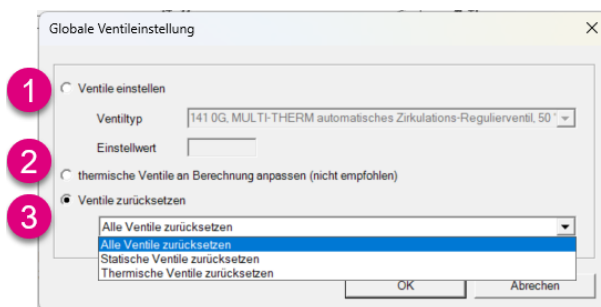 Globale Ventileinstellung
1
Ventile einstellen
Ventiltyp
141 0G, MULTI-THERM automatisches Zirkulations-Regulierventil, 50 °
Einstellwert
2
thermische Ventile an Berechnung anpassen (nicht empfohlen)
3
Ventile zurücksetzen
Alle Ventile zurücksetzen
Alle Ventile zurücksetzen
Statische Ventile zurücksetzen
Thermische Ventile zurücksetzen
OK
Abrechen